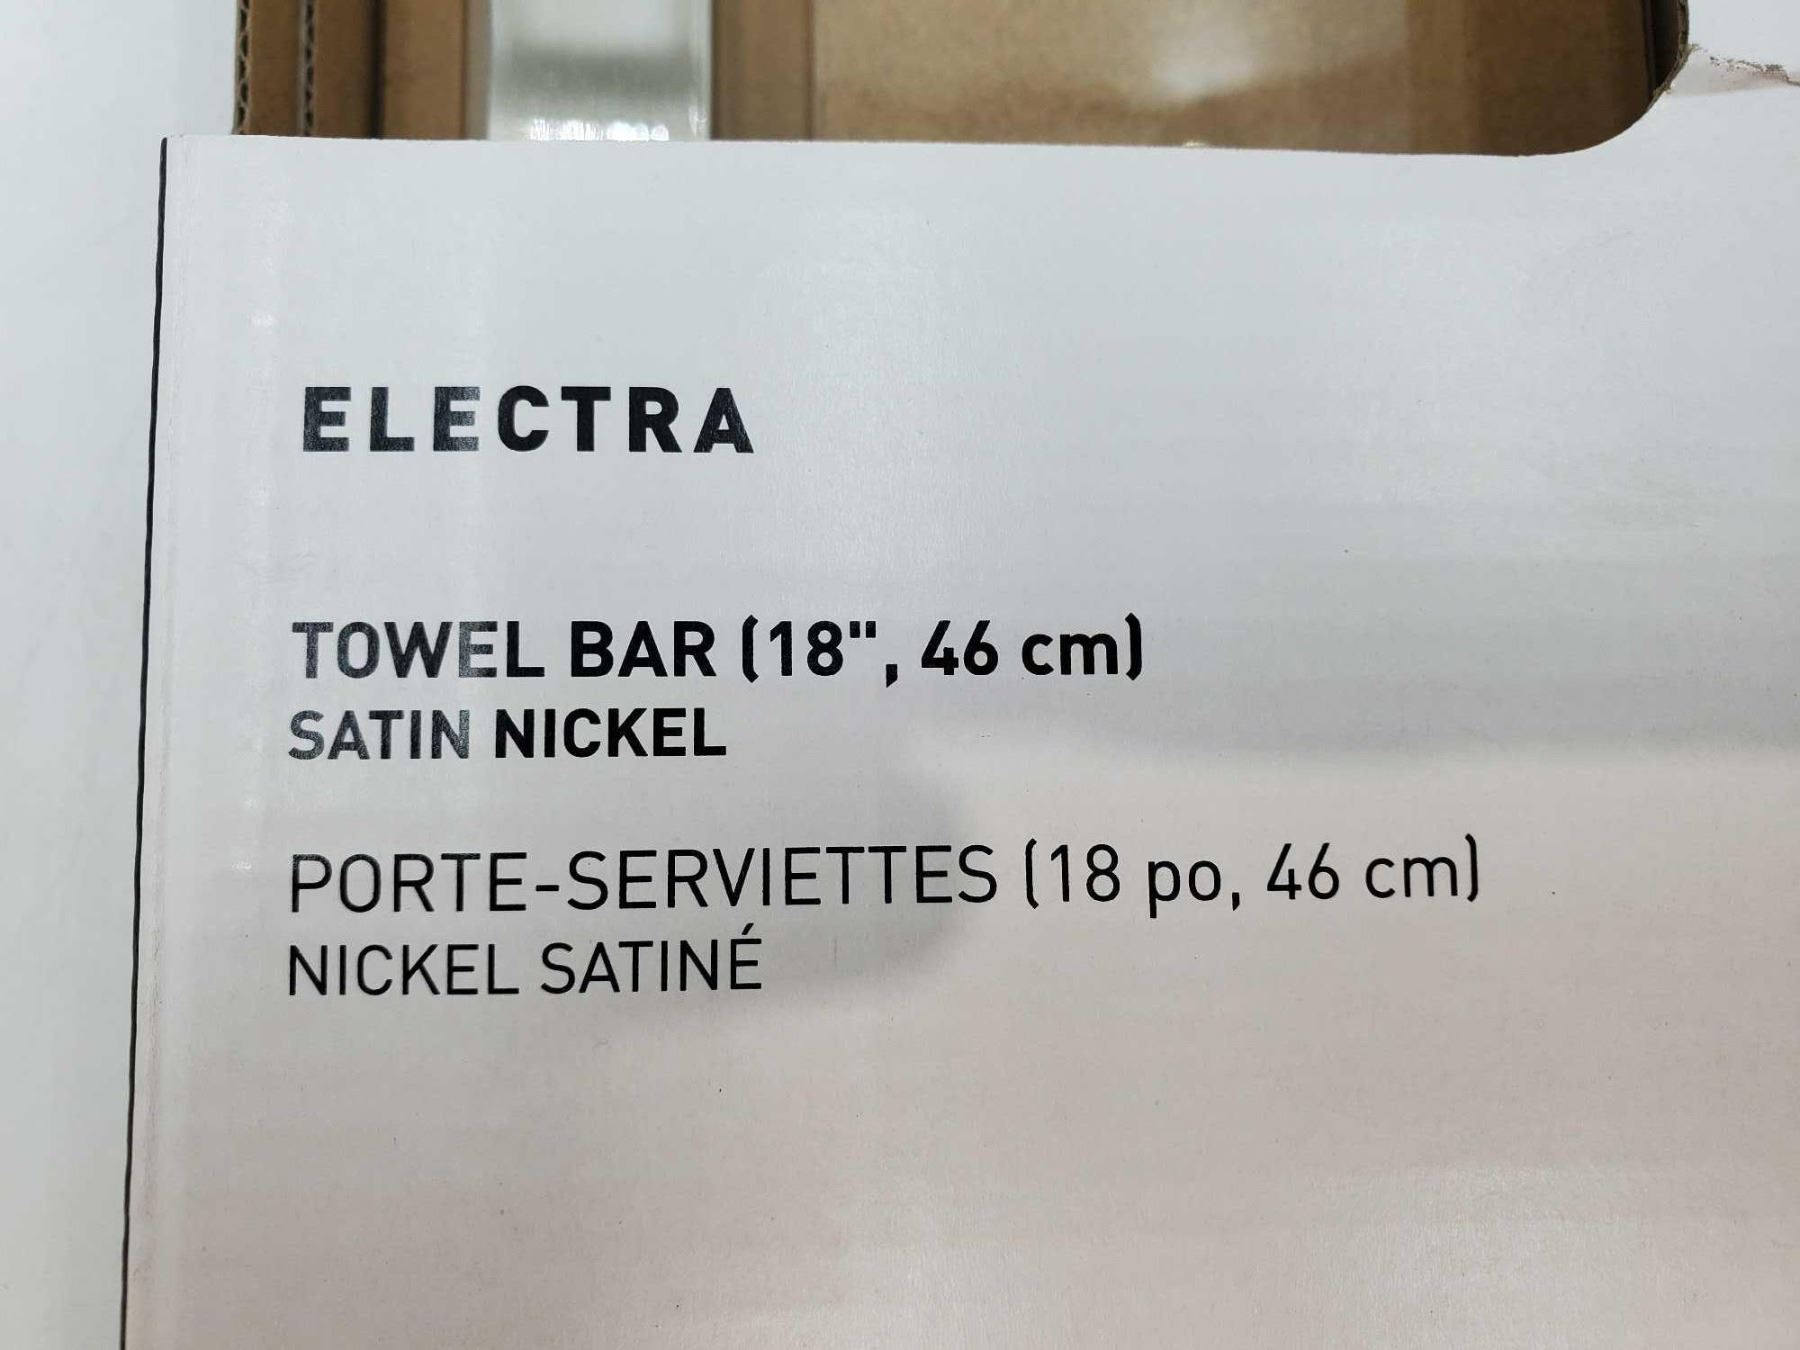 ELECTRA
TOWEL BAR (18", 46 cm)
SATIN NICKEL
PORTE-SERVIETTES (18 po, 46 cm)
NICKEL SATINÉ